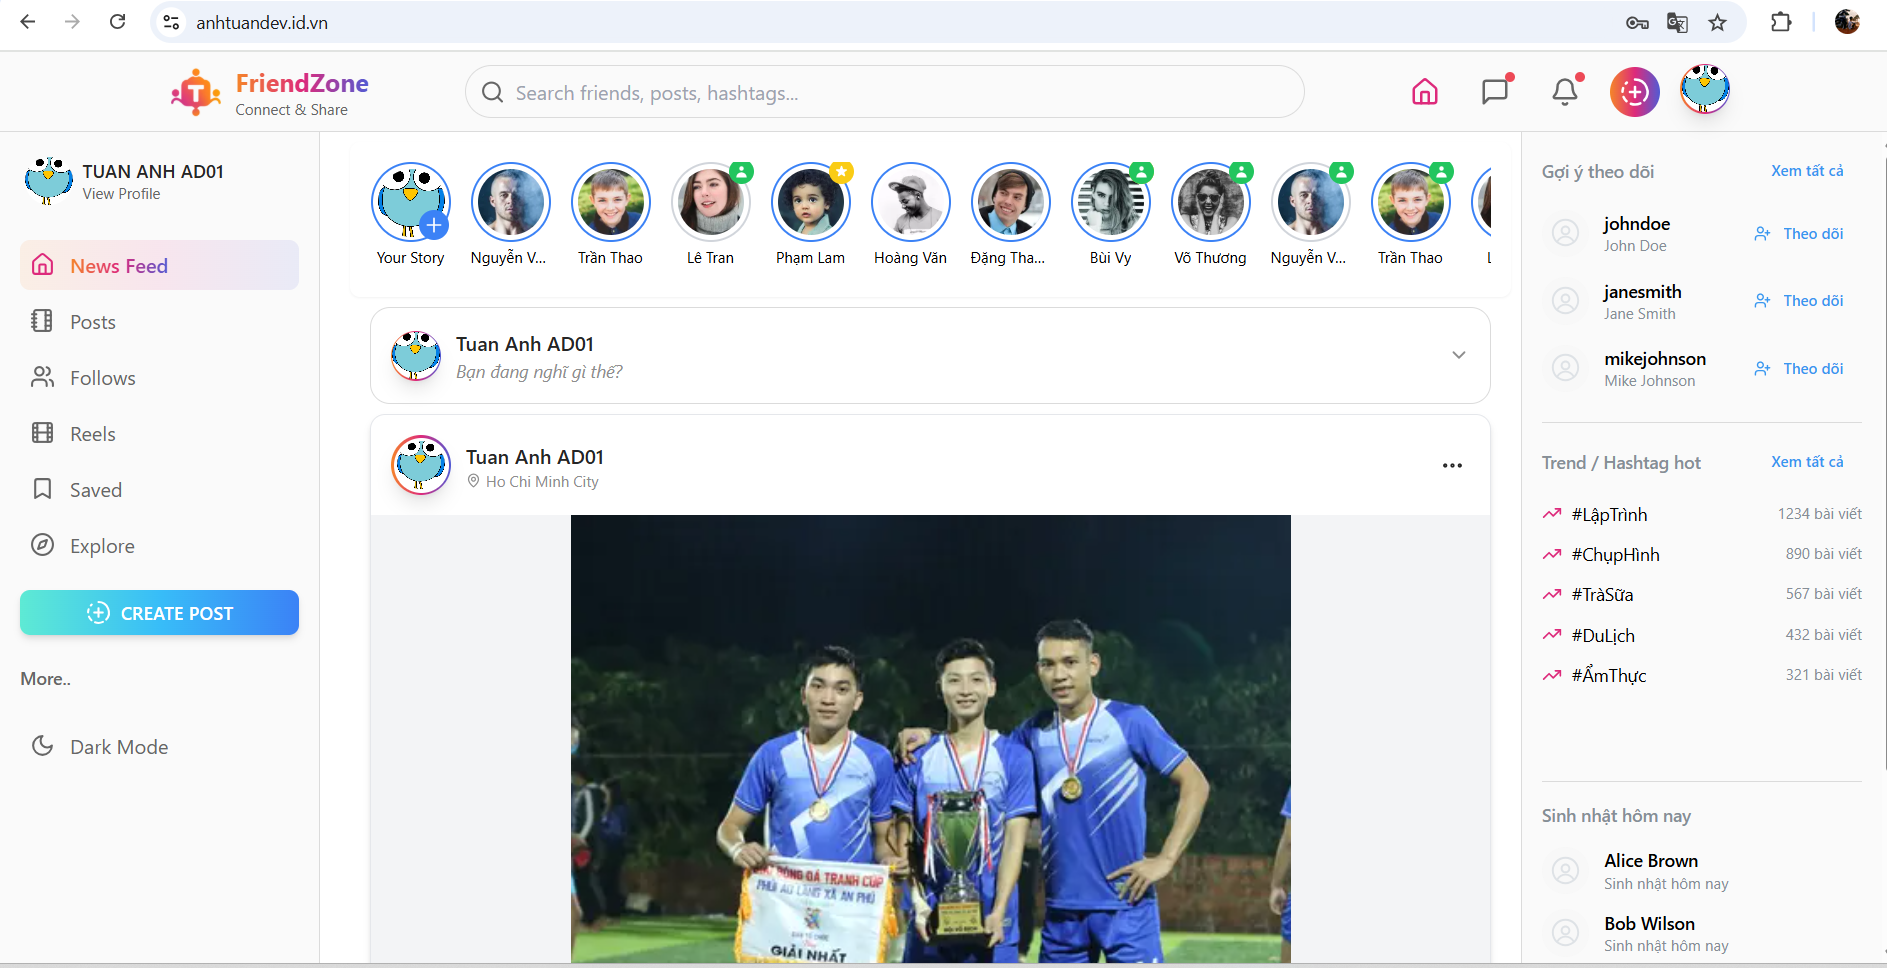 anhtuandev.id.vn
FriendZone
Connect & Share
Search friends, posts, hashtags...
TUAN ANH AD01
View Profile
News Feed
Posts
Follows
Reels
Saved
Explore
CREATE POST
More..
Dark Mode
Your Story
Nguyễn V...
Trần Thao
Lê Tran
Phạm Lam
Hoàng Văn
Đặng Tha...
Bùi Vy
Võ Thương
Nguyễn V...
Trần Thao
L
Tuan Anh AD01
Bạn đang nghĩ gì thế?
Tuan Anh AD01
Ho Chi Minh City
BÓNG ĐÁ TRANH CÚP
PHỦI AO LÀNG XÃ AN PHÚ
GIẢI NHẤT
Gợi ý theo dõi
Xem tất cả
johndoe
John Doe
Theo dõi
janesmith
Jane Smith
Theo dõi
mikejohnson
Mike Johnson
Theo dõi
Trend / Hashtag hot
Xem tất cả
#LậpTrình 1234 bài viết
#ChụpHình 890 bài viết
#TràSữa 567 bài viết
#DuLịch 432 bài viết
#ẨmThực 321 bài viết
Sinh nhật hôm nay
Alice Brown
Sinh nhật hôm nay
Bob Wilson
Sinh nhật hôm nay